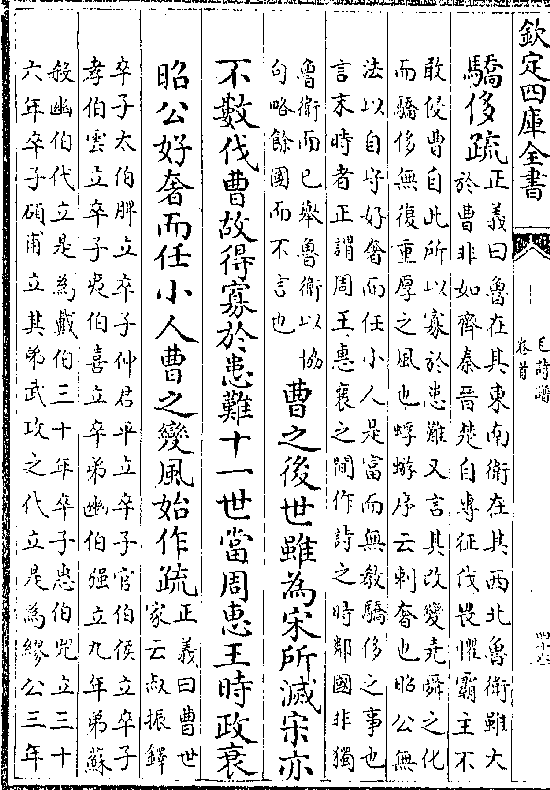 欽定四庫全書
毛詩譜
卷首
驕侈疏正義曰魯在其東南衛在其西北魯衛雖大
於曹非如齊秦晉楚自専征伐畏懼霸主不
敢侵曹自此所以寡於患難又言其改變堯舜之化
而驕侈無復重厚之風也蜉蝣序云刺奢也昭公無
法以自守好奢而任小人是富而無教驕侈之事也
言末時者正謂周王惠襄之間作詩之時鄰國非獨
魯衛而已舉魯衛以協
句略餘國而不言也
曹之後世雖為宋所滅宋亦
不數伐曹故得寡於患難十一世當周惠王時政衰
昭公好奢而任小人曹之變風始作疏正義曰曹世
家云叔振鐸
卒子太伯脾立卒子仲君平立卒子宫伯侯立卒子
孝伯雲立卒子夷伯喜立卒弟幽伯强立九年弟蘇
殺幽伯代立是為戴伯三十年卒子惠伯兕立三十
六年卒子碩甫立其弟武攻之代立是為繆公三年